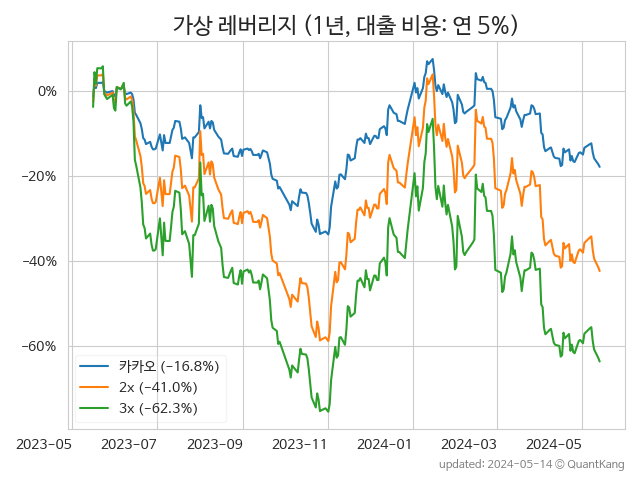 가상 레버리지 (1년, 대출 비용: 연 5%)
0%
−20%
−40%
−60%
카카오 (−16.8%)
2x (−41.0%)
3x (−62.3%)
2023−05 2023−07 2023−09 2023−11 2024−01 2024−03 2024−05
updated: 2024−05−14 © QuantKang